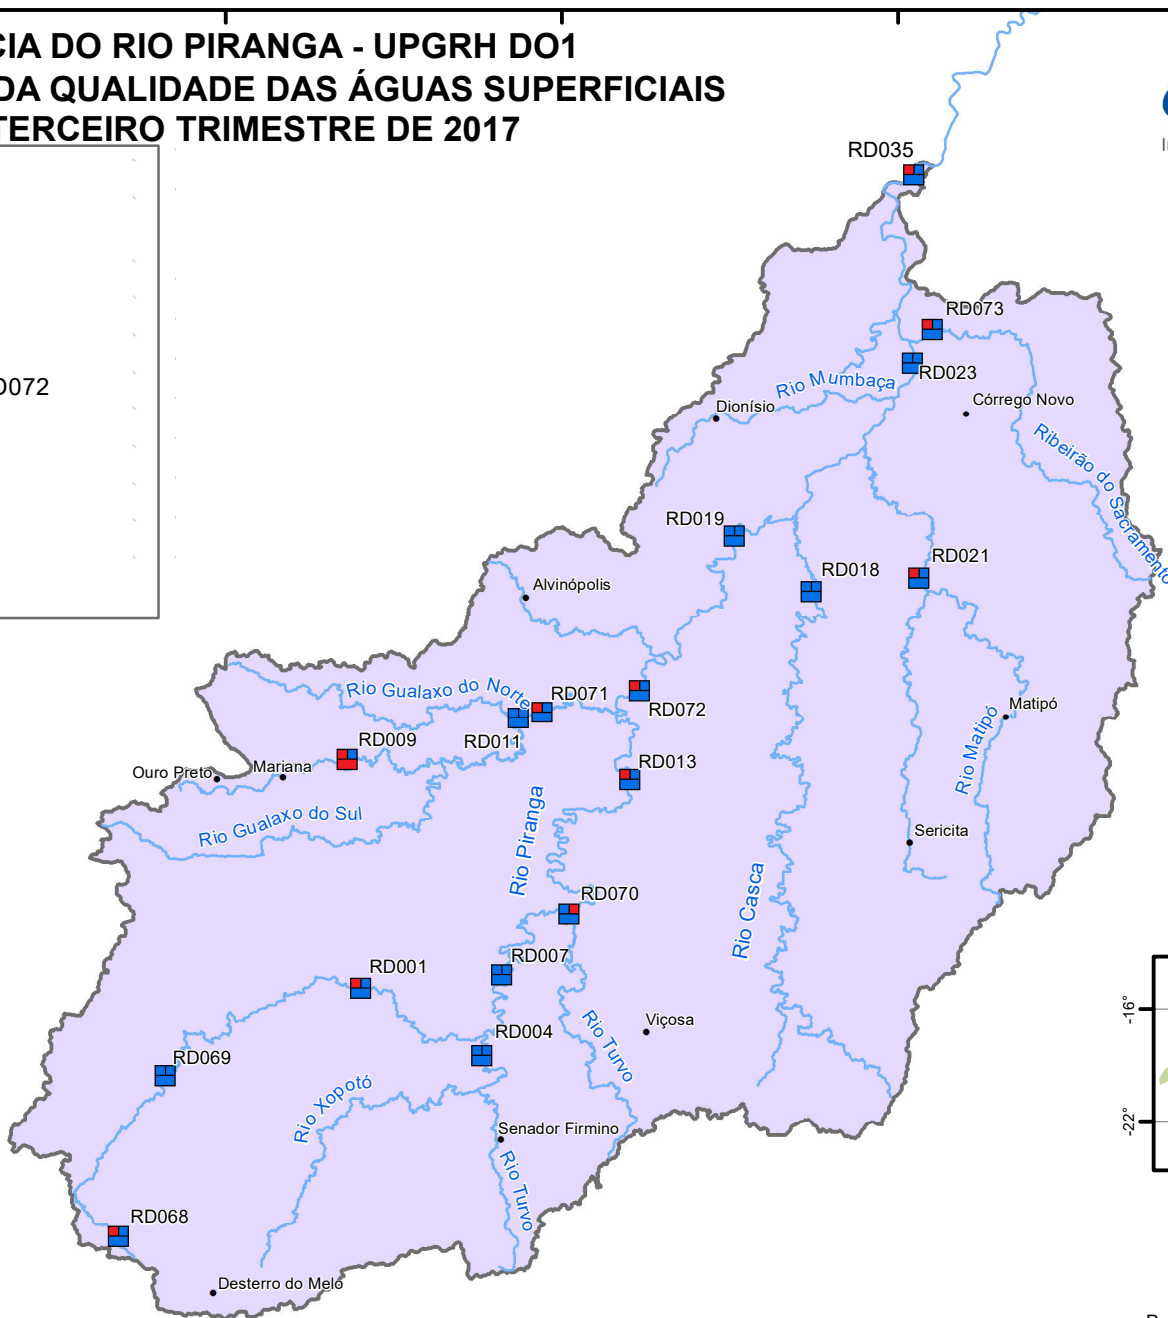 CIA DO RIO PIRANGA - UPGRH DO1
DA QUALIDADE DAS ÁGUAS SUPERFICIAIS
TERCEIRO TRIMESTRE DE 2017
RD035
RD073
D072
RD023
Rio Mumbaça
Dionísio
Córrego Novo
Ribeirão do Sacramento
RD019
RD021
RD018
Alvinópolis
Rio Gualaxo do Norte
RD071
RD072
Matipó
RD011
RD009
RD013
Rio Matipó
Ouro Preto
Mariana
Rio Gualaxo do Sul
Rio Piranga
Sericita
RD070
Rio Casca
RD007
RD001
-16°
Viçosa
RD004
Rio Turvo
RD069
Rio Xopotó
-22°
Senador Firmino
Rio Turvo
RD068
Desterro do Melo